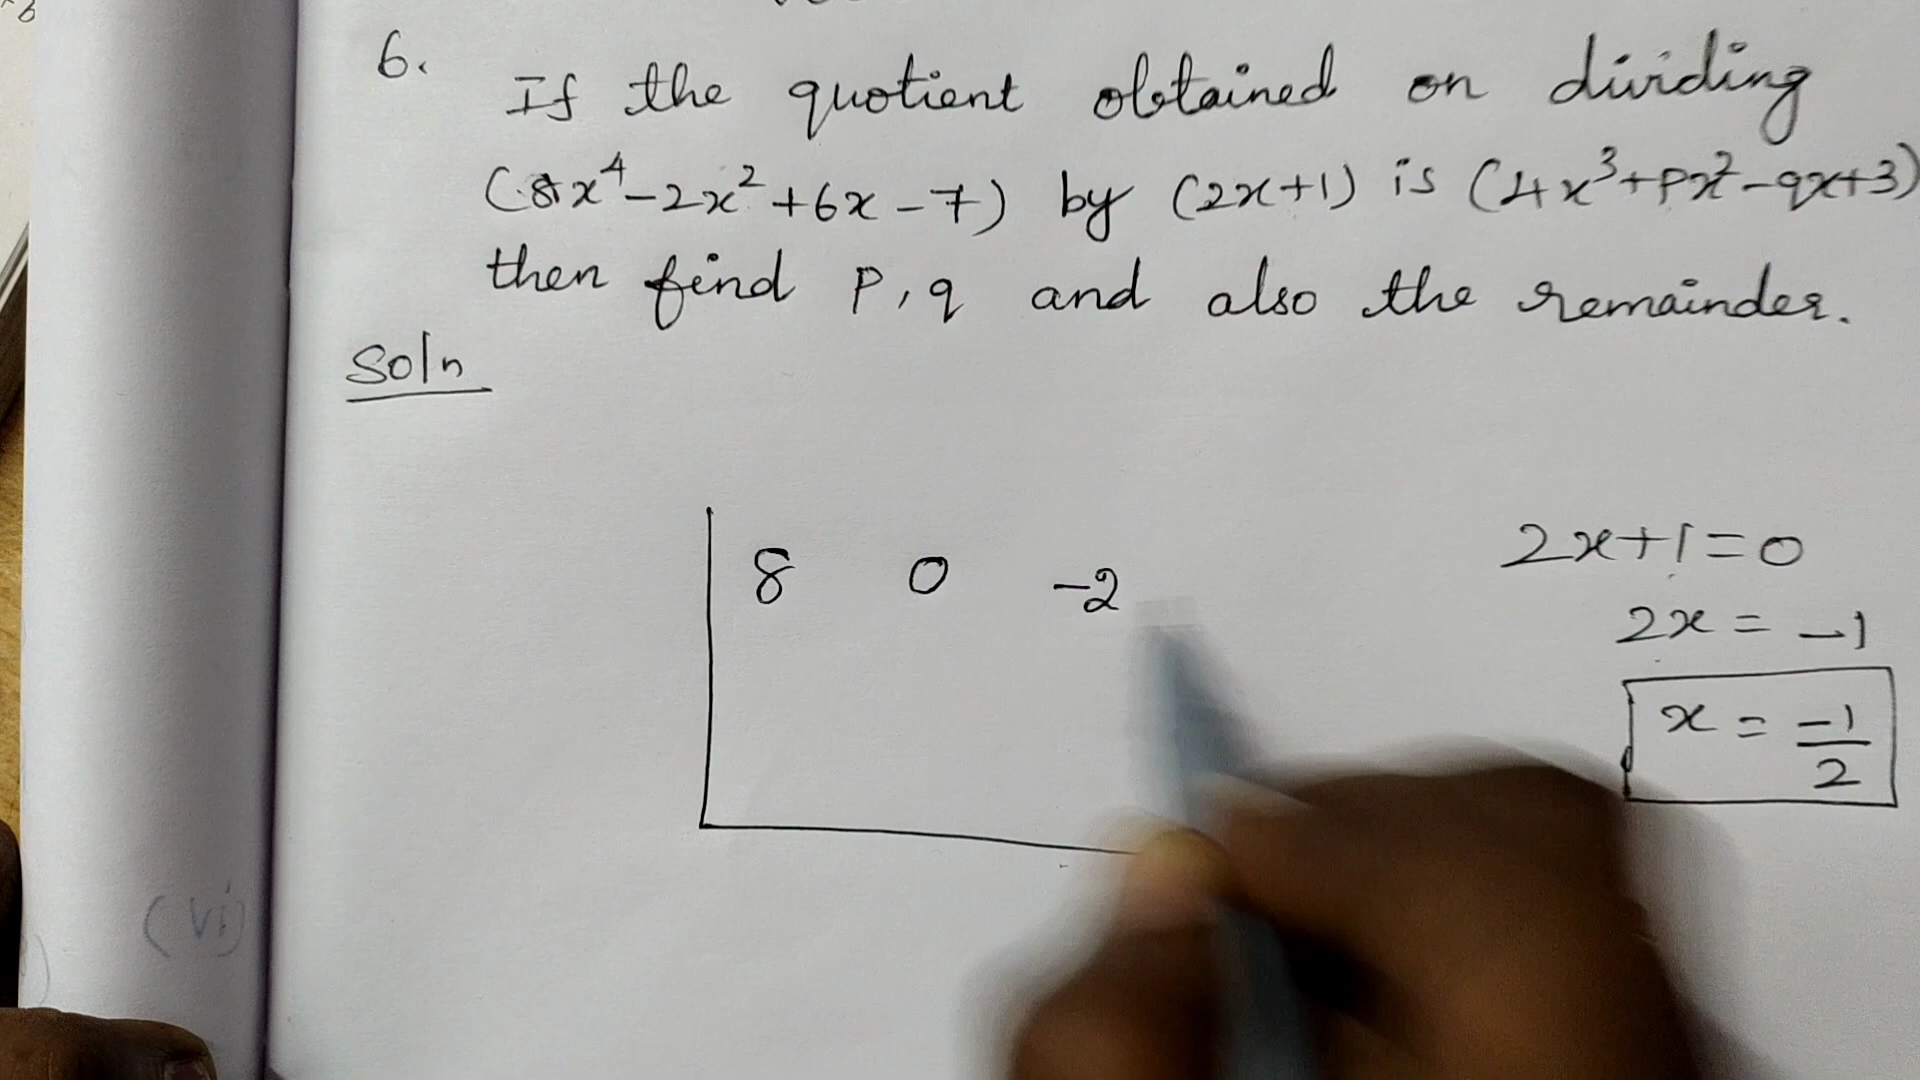 6.
If the quotient obtained on dividing
(8x⁴-2x²+6x-7) by (2x+1) is (4x³+px²-qx+3)
then find p,q and also the remainder.
Soln
8 0 -2
2x+1=0
2x = -1
x = -1/2
(vi)